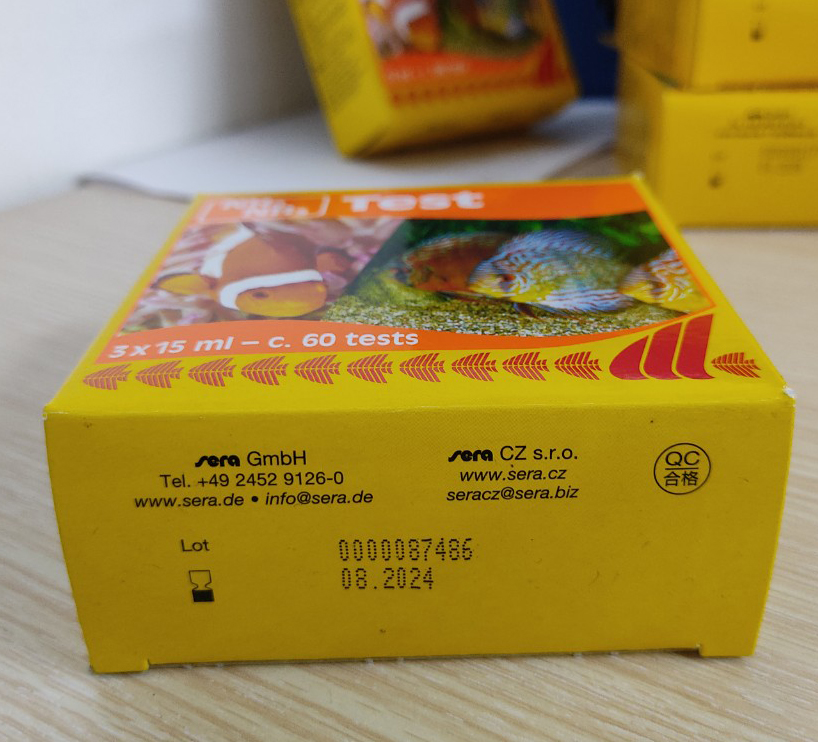 Test
3 x 15 ml – c. 60 tests
sera GmbH
Tel. +49 2452 9126-0
www.sera.de • info@sera.de
sera CZ s.r.o.
www.sera.cz
seracz@sera.biz
QC
合格
Lot
0000087486
08.2024